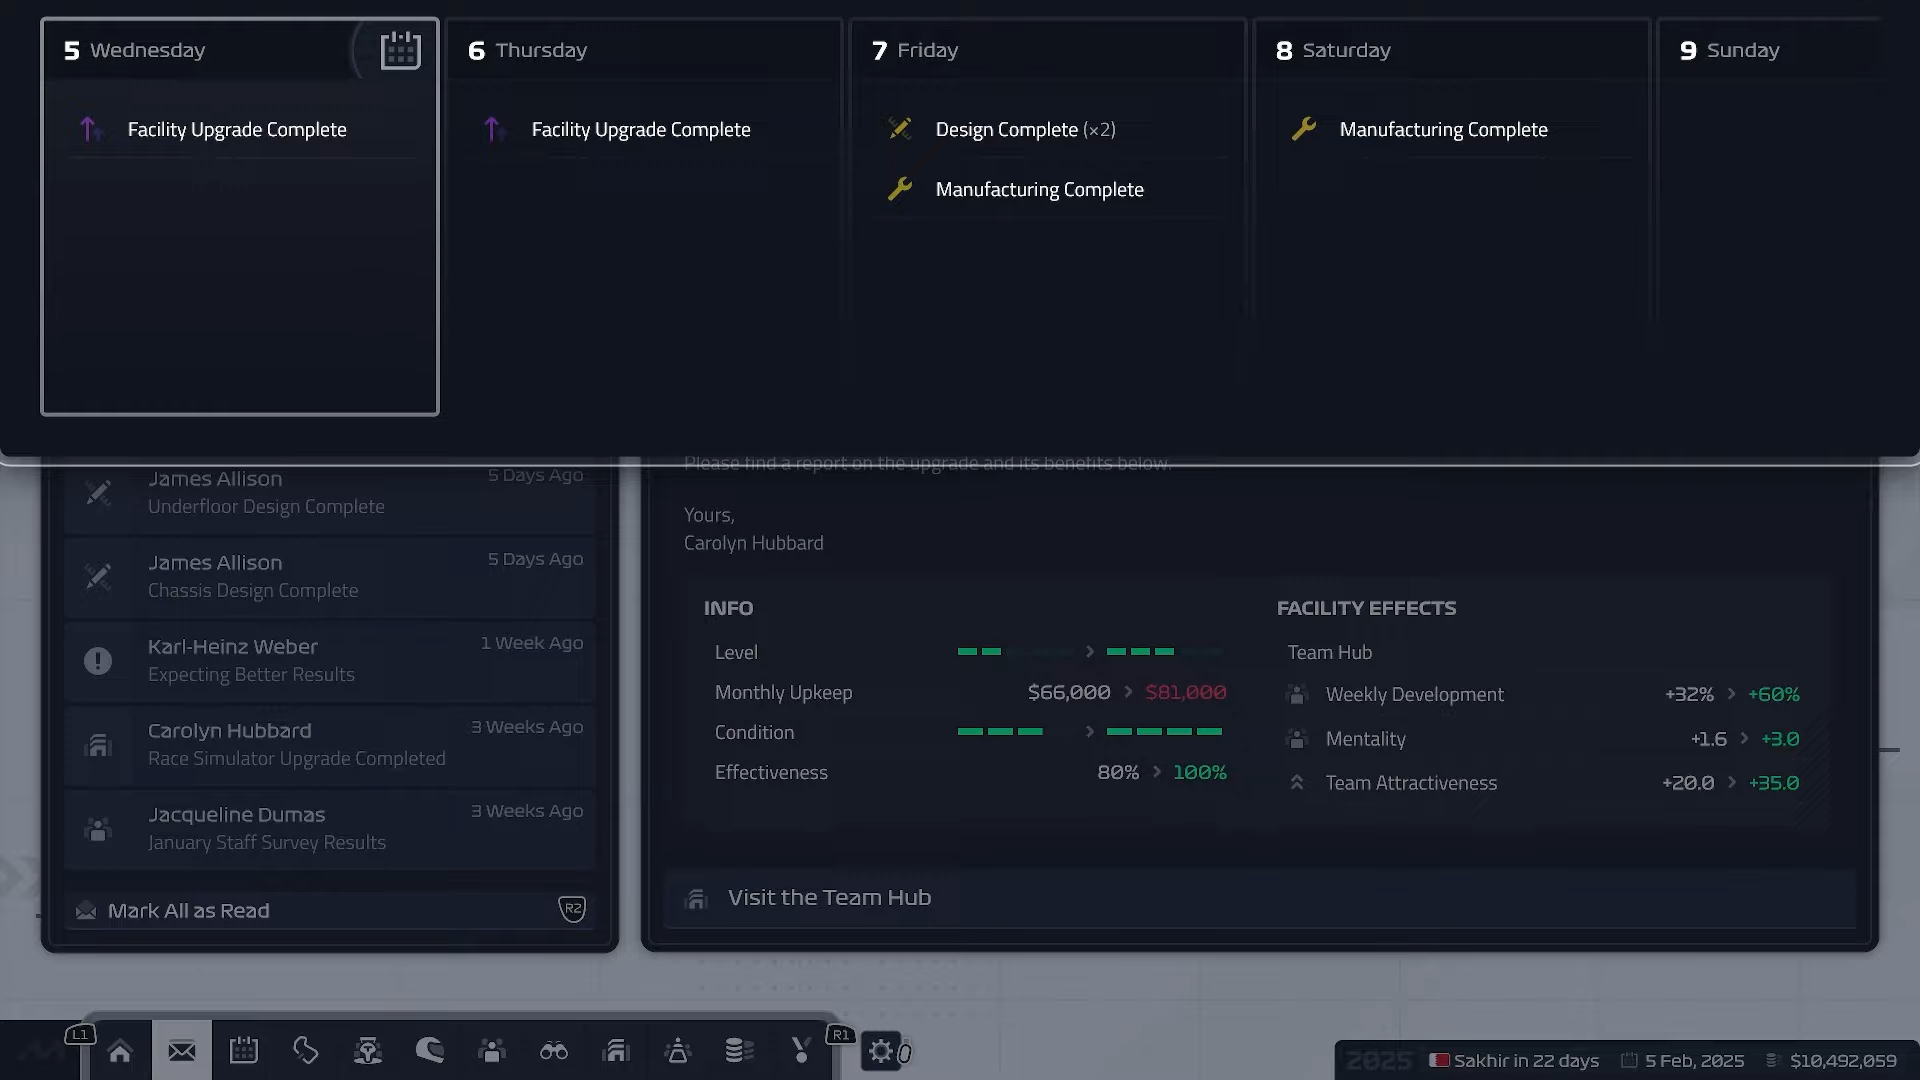 5 Wednesday
Facility Upgrade Complete
6 Thursday
Facility Upgrade Complete
7 Friday
Design Complete (×2)
Manufacturing Complete
8 Saturday
Manufacturing Complete
9 Sunday
James Allison
5 Days Ago
Underfloor Design Complete
James Allison
5 Days Ago
Chassis Design Complete
Karl-Heinz Weber
1 Week Ago
Expecting Better Results
Carolyn Hubbard
3 Weeks Ago
Race Simulator Upgrade Completed
Jacqueline Dumas
3 Weeks Ago
January Staff Survey Results
Mark All as Read
R2
Please find a report on the upgrade and its benefits below.
Yours,
Carolyn Hubbard
INFO
Level
Monthly Upkeep $66,000 > $81,000
Condition
Effectiveness 80% > 100%
FACILITY EFFECTS
Team Hub
Weekly Development +32% > +60%
Mentality +1.6 > +3.0
Team Attractiveness +20.0 > +35.0
Visit the Team Hub
L1
R1
2025 Sakhir in 22 days 5 Feb, 2025 $10,492,059